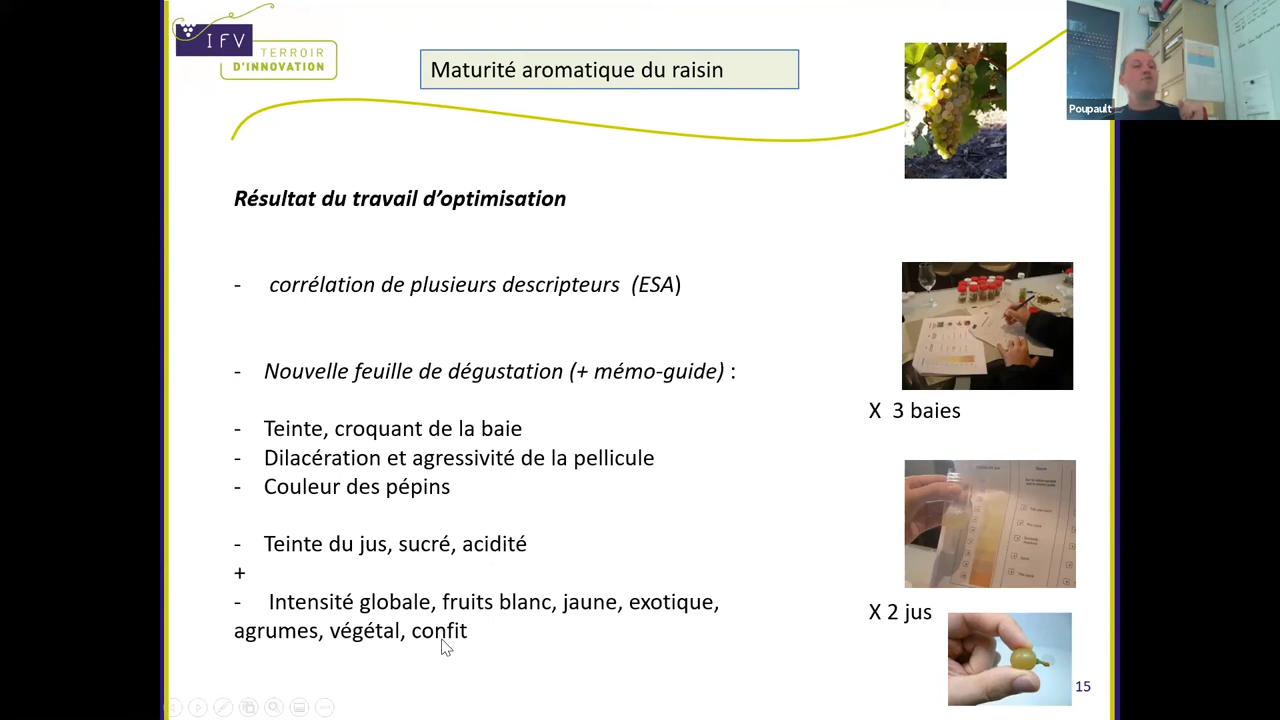 IFV
TERROIR
D'INNOVATION
Maturité aromatique du raisin
Poupault
Résultat du travail d’optimisation
- corrélation de plusieurs descripteurs (ESA)
- Nouvelle feuille de dégustation (+ mémo-guide) :
- Teinte, croquant de la baie
- Dilacération et agressivité de la pellicule
- Couleur des pépins
- Teinte du jus, sucré, acidité
+
- Intensité globale, fruits blanc, jaune, exotique,
agrumes, végétal, confit
X 3 baies
X 2 jus
15